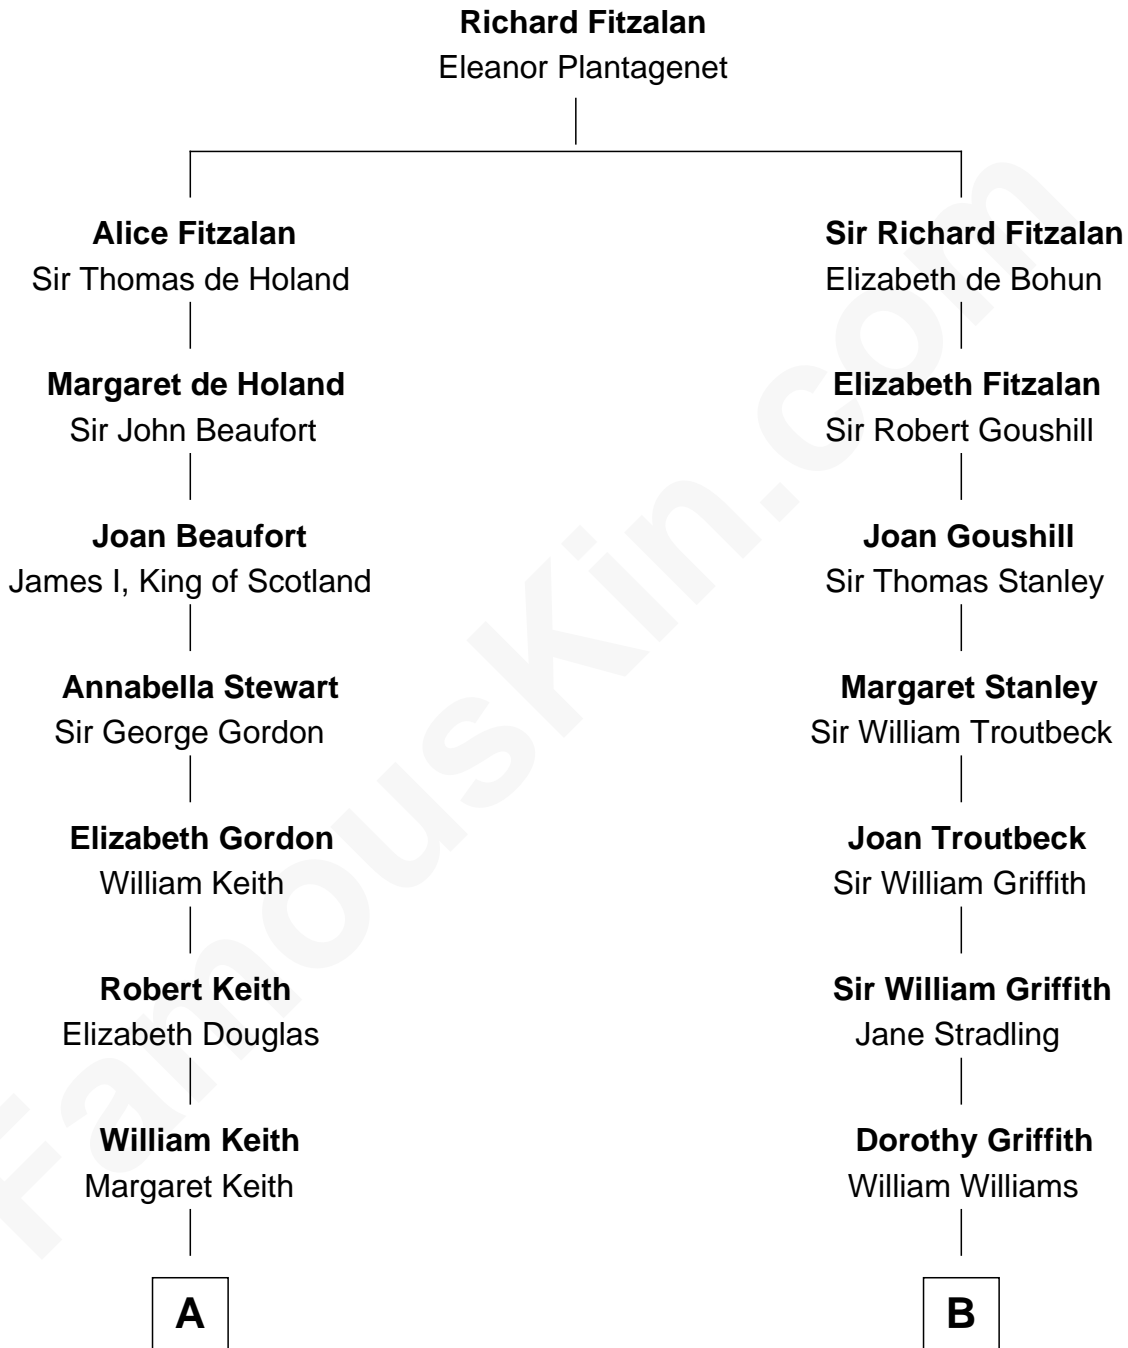 Richard Fitzalan
Eleanor Plantagenet
Alice Fitzalan
Sir Thomas de Holand
Sir Richard Fitzalan
Elizabeth de Bohun
Margaret de Holand
Sir John Beaufort
Elizabeth Fitzalan
Sir Robert Goushill
Joan Beaufort
James I, King of Scotland
Joan Goushill
Sir Thomas Stanley
Annabella Stewart
Sir George Gordon
Margaret Stanley
Sir William Troutbeck
Elizabeth Gordon
William Keith
Joan Troutbeck
Sir William Griffith
Robert Keith
Elizabeth Douglas
Sir William Griffith
Jane Stradling
William Keith
Margaret Keith
Dorothy Griffith
William Williams
A
B
FamousKin.com